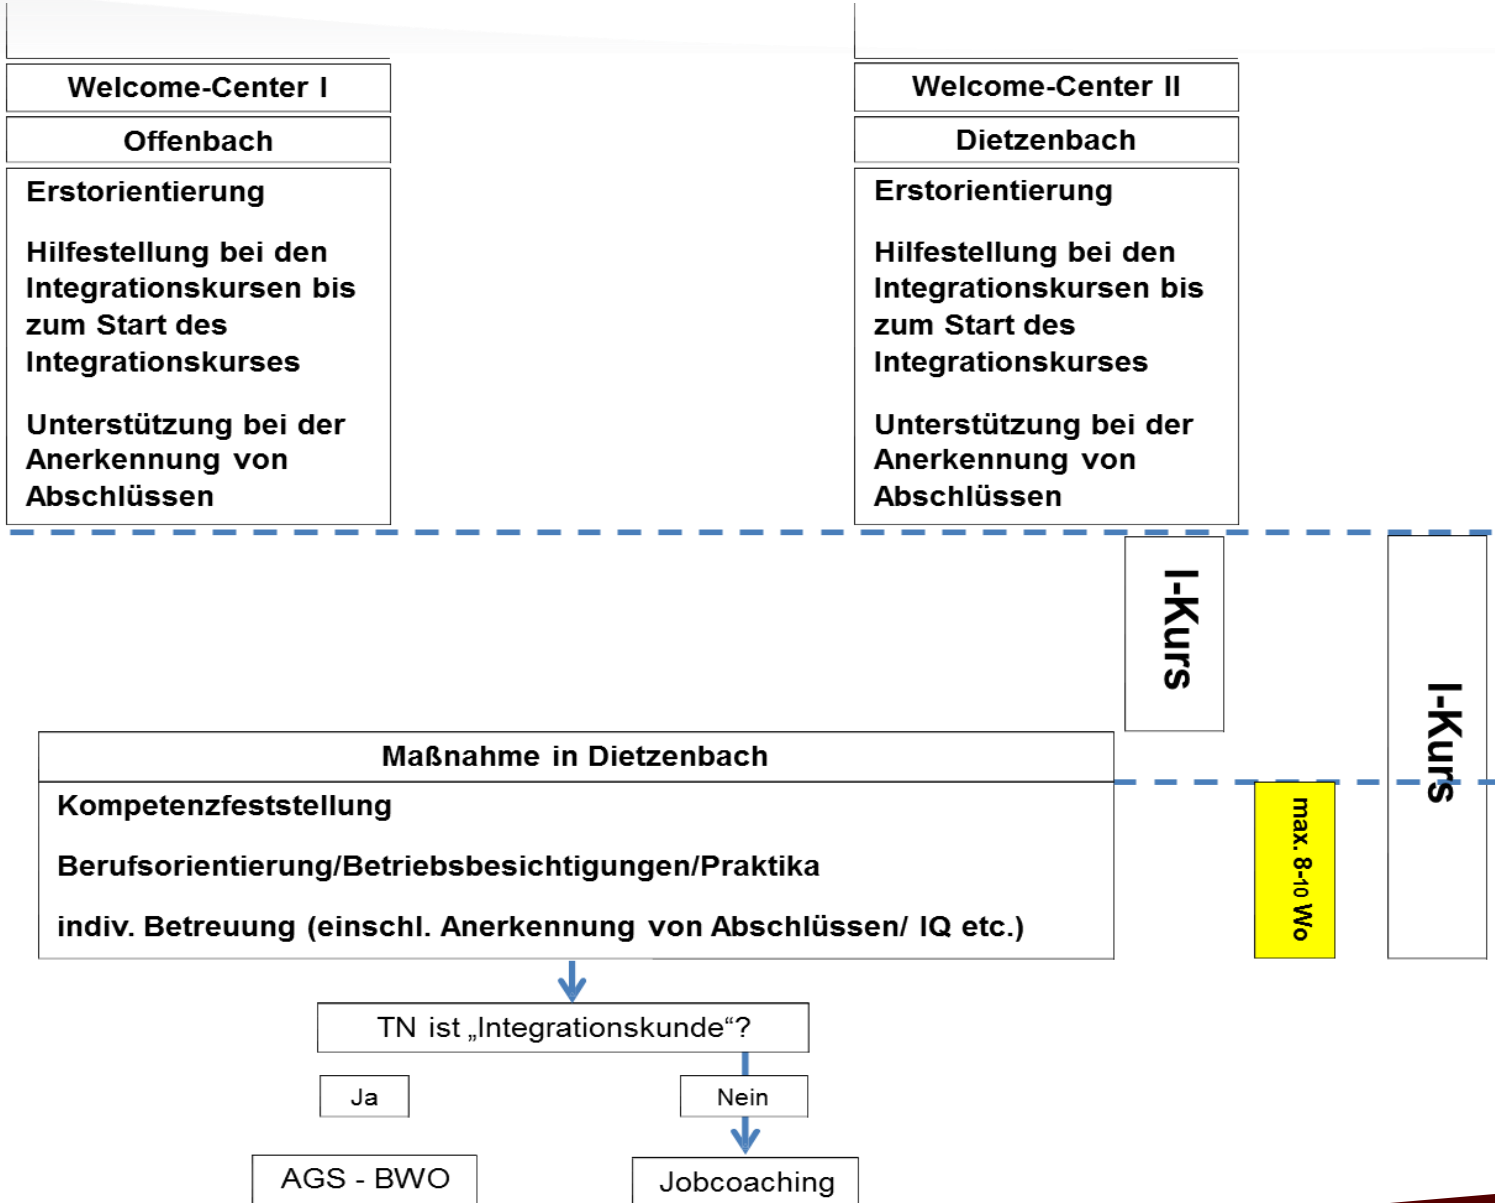 Welcome-Center I
Offenbach
Erstorientierung
Hilfestellung bei den
Integrationskursen bis
zum Start des
Integrationskurses
Unterstützung bei der
Anerkennung von
Abschlüssen
Welcome-Center II
Dietzenbach
Erstorientierung
Hilfestellung bei den
Integrationskursen bis
zum Start des
Integrationskurses
Unterstützung bei der
Anerkennung von
Abschlüssen
I-Kurs
I-Kurs
Maßnahme in Dietzenbach
Kompetenzfeststellung
Berufsorientierung/Betriebsbesichtigungen/Praktika
indiv. Betreuung (einschl. Anerkennung von Abschlüssen/ IQ etc.)
max. 8-10 Wo
TN ist „Integrationskunde“?
Ja
Nein
AGS - BWO
Jobcoaching